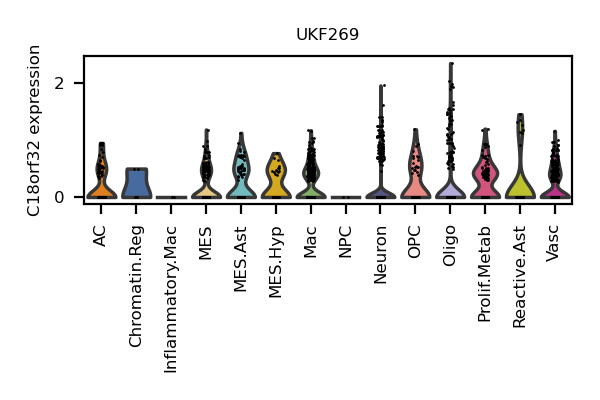 UKF269
C18orf32 expression
2
0
AC
Chromatin.Reg
Inflammatory.Mac
MES
MES.Ast
MES.Hyp
Mac
NPC
Neuron
OPC
Oligo
Prolif.Metab
Reactive.Ast
Vasc